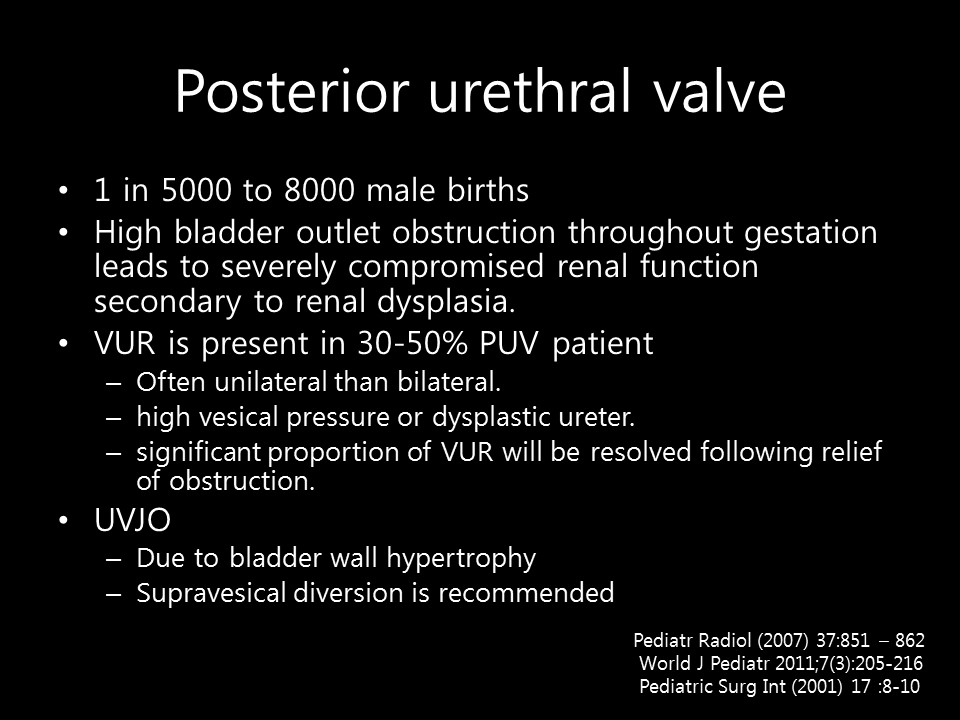 Posterior urethral valve
• 1 in 5000 to 8000 male births
• High bladder outlet obstruction throughout gestation
leads to severely compromised renal function
secondary to renal dysplasia.
• VUR is present in 30-50% PUV patient
– Often unilateral than bilateral.
– high vesical pressure or dysplastic ureter.
– significant proportion of VUR will be resolved following relief
of obstruction.
• UVJO
– Due to bladder wall hypertrophy
– Supravesical diversion is recommended
Pediatr Radiol (2007) 37:851 – 862
World J Pediatr 2011;7(3):205-216
Pediatric Surg Int (2001) 17 :8-10